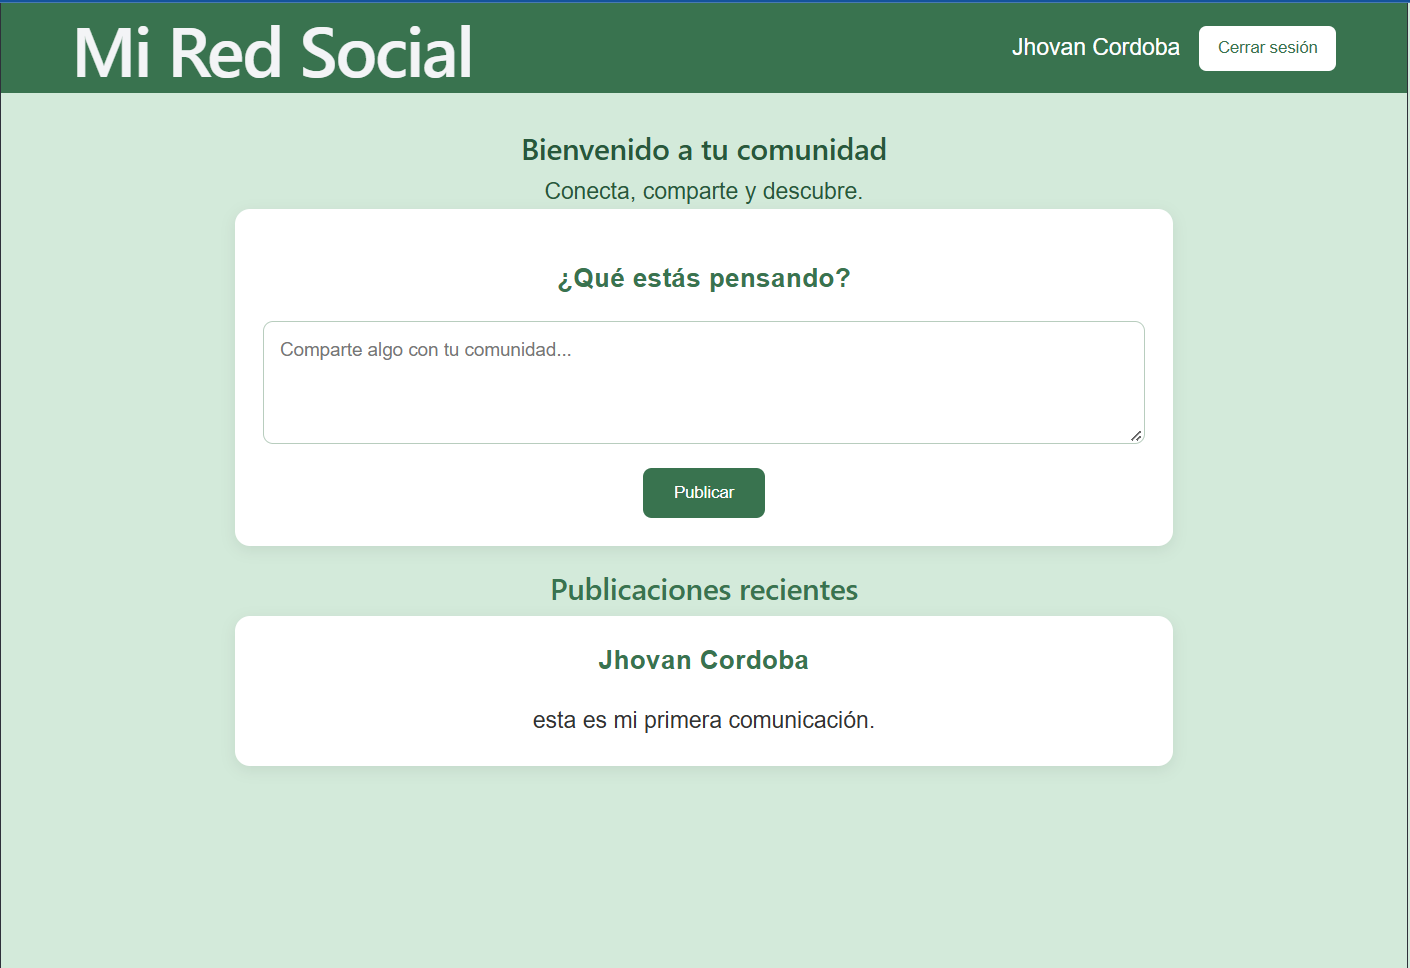 Mi Red Social
Jhovan Cordoba
Cerrar sesión
Bienvenido a tu comunidad
Conecta, comparte y descubre.
¿Qué estás pensando?
Comparte algo con tu comunidad...
Publicar
Publicaciones recientes
Jhovan Cordoba
esta es mi primera comunicación.